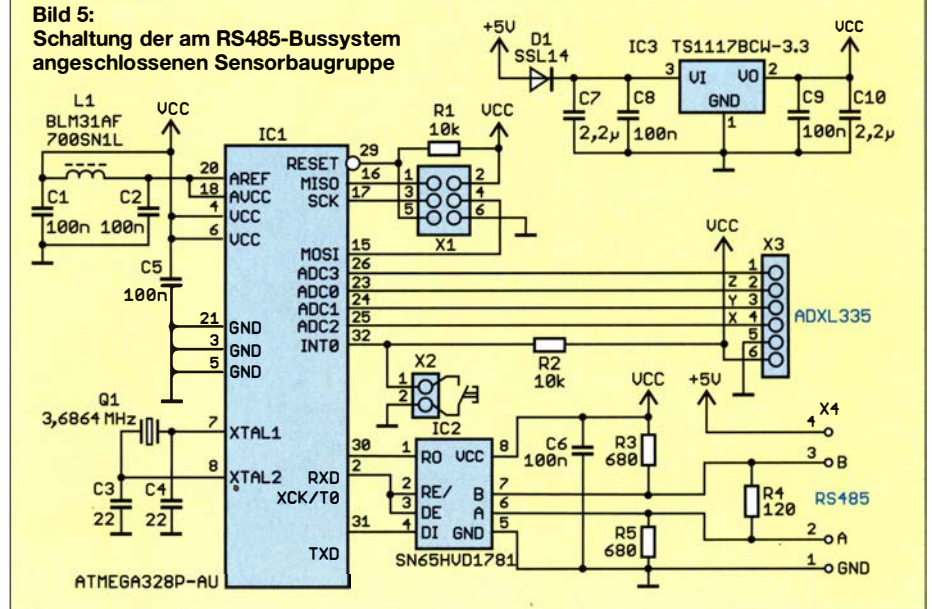 Bild 5:
Schaltung der am RS485-Bussystem
angeschlossenen Sensorbaugruppe
+5V
D1
SSL14
IC3 TS1117BCW-3.3
VCC
3
VI
VO
2
GND
1
C7
2,2µ
C8
100n
C9
100n
C10
2,2µ
L1
BLM31AF
700SN1L
VCC
C1
100n
C2
100n
C5
100n
IC1
20
AREF
18
AVCC
4
VCC
6
VCC
21
GND
3
GND
5
GND
7
XTAL1
8
XTAL2
Q1
3,6864 MHz
C3
22
C4
22
ATMEGA328P-AU
RESET
29
MISO
16
SCK
17
MOSI
15
ADC3
26
ADC0
23
ADC1
24
ADC2
25
INT0
32
RXD
30
XCK/T0
2
TXD
31
R1
10k
VCC
1
2
3
4
5
6
X1
X2
1
2
R2
10k
VCC
X3
1
Z
2
Y
3
X
4
5
6
ADXL335
IC2
1
RO
VCC
8
2
RE/
B
7
3
DE
A
6
4
DI
GND
5
SN65HVD1781
C6
100n
VCC
R3
680
R5
680
+5V
R4
120
X4
4
3
B
RS485
2
A
1
GND